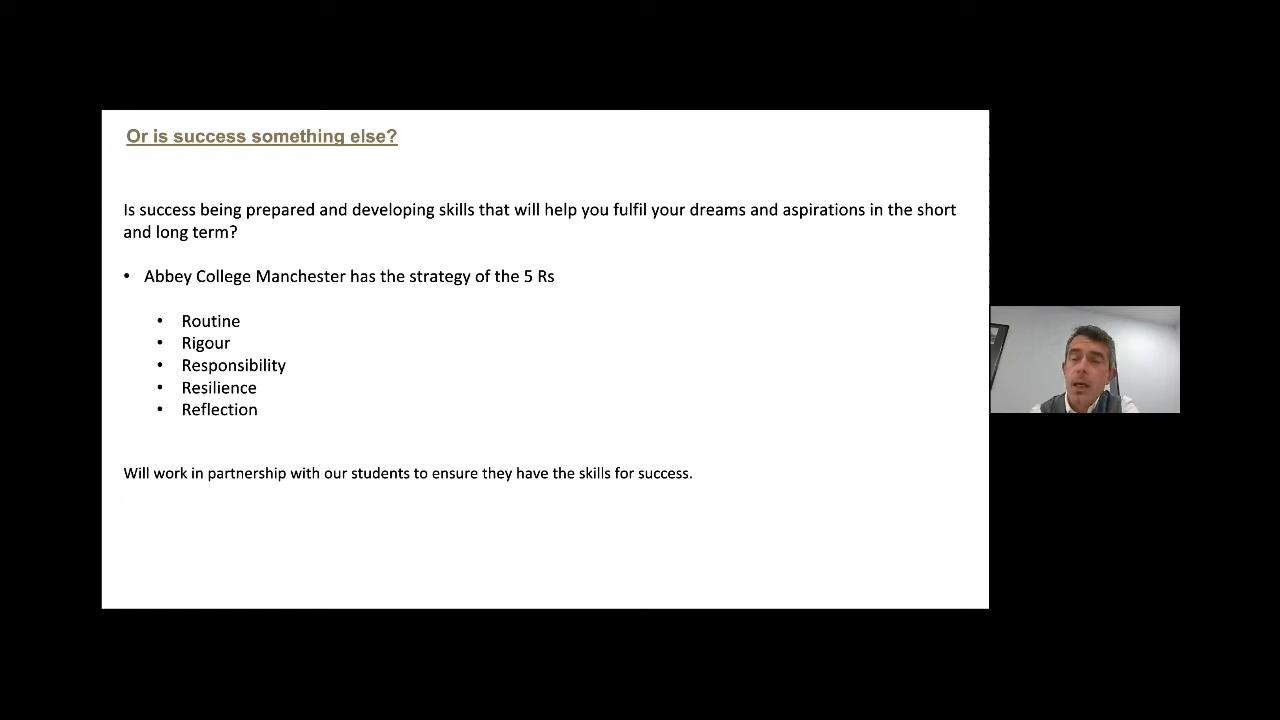 Or is success something else?
Is success being prepared and developing skills that will help you fulfil your dreams and aspirations in the short
and long term?
• Abbey College Manchester has the strategy of the 5 Rs
• Routine
• Rigour
• Responsibility
• Resilience
• Reflection
Will work in partnership with our students to ensure they have the skills for success.